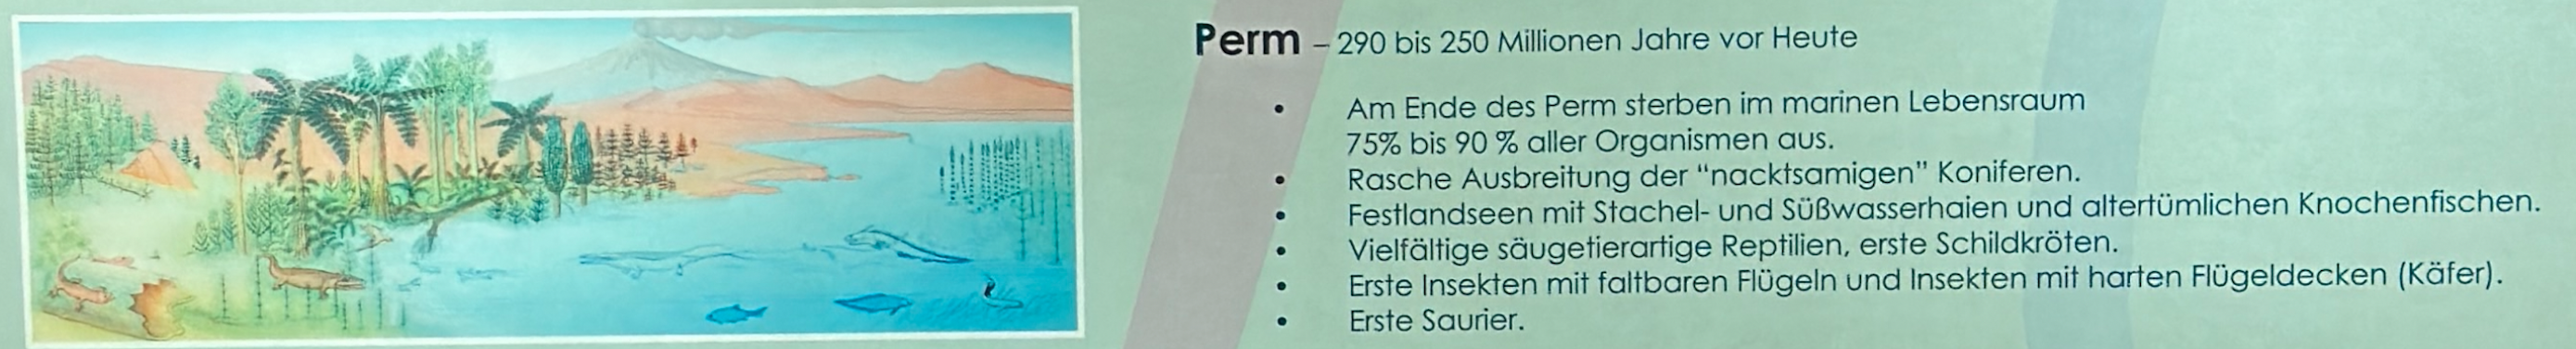 Perm – 290 bis 250 Millionen Jahre vor Heute
• Am Ende des Perm sterben im marinen Lebensraum
75% bis 90 % aller Organismen aus.
• Rasche Ausbreitung der “nacktsamigen” Koniferen.
• Festlandseen mit Stachel- und Süßwasserhaien und altertümlichen Knochenfischen.
• Vielfältige säugetierartige Reptilien, erste Schildkröten.
• Erste Insekten mit faltbaren Flügeln und Insekten mit harten Flügeldecken (Käfer).
• Erste Saurier.